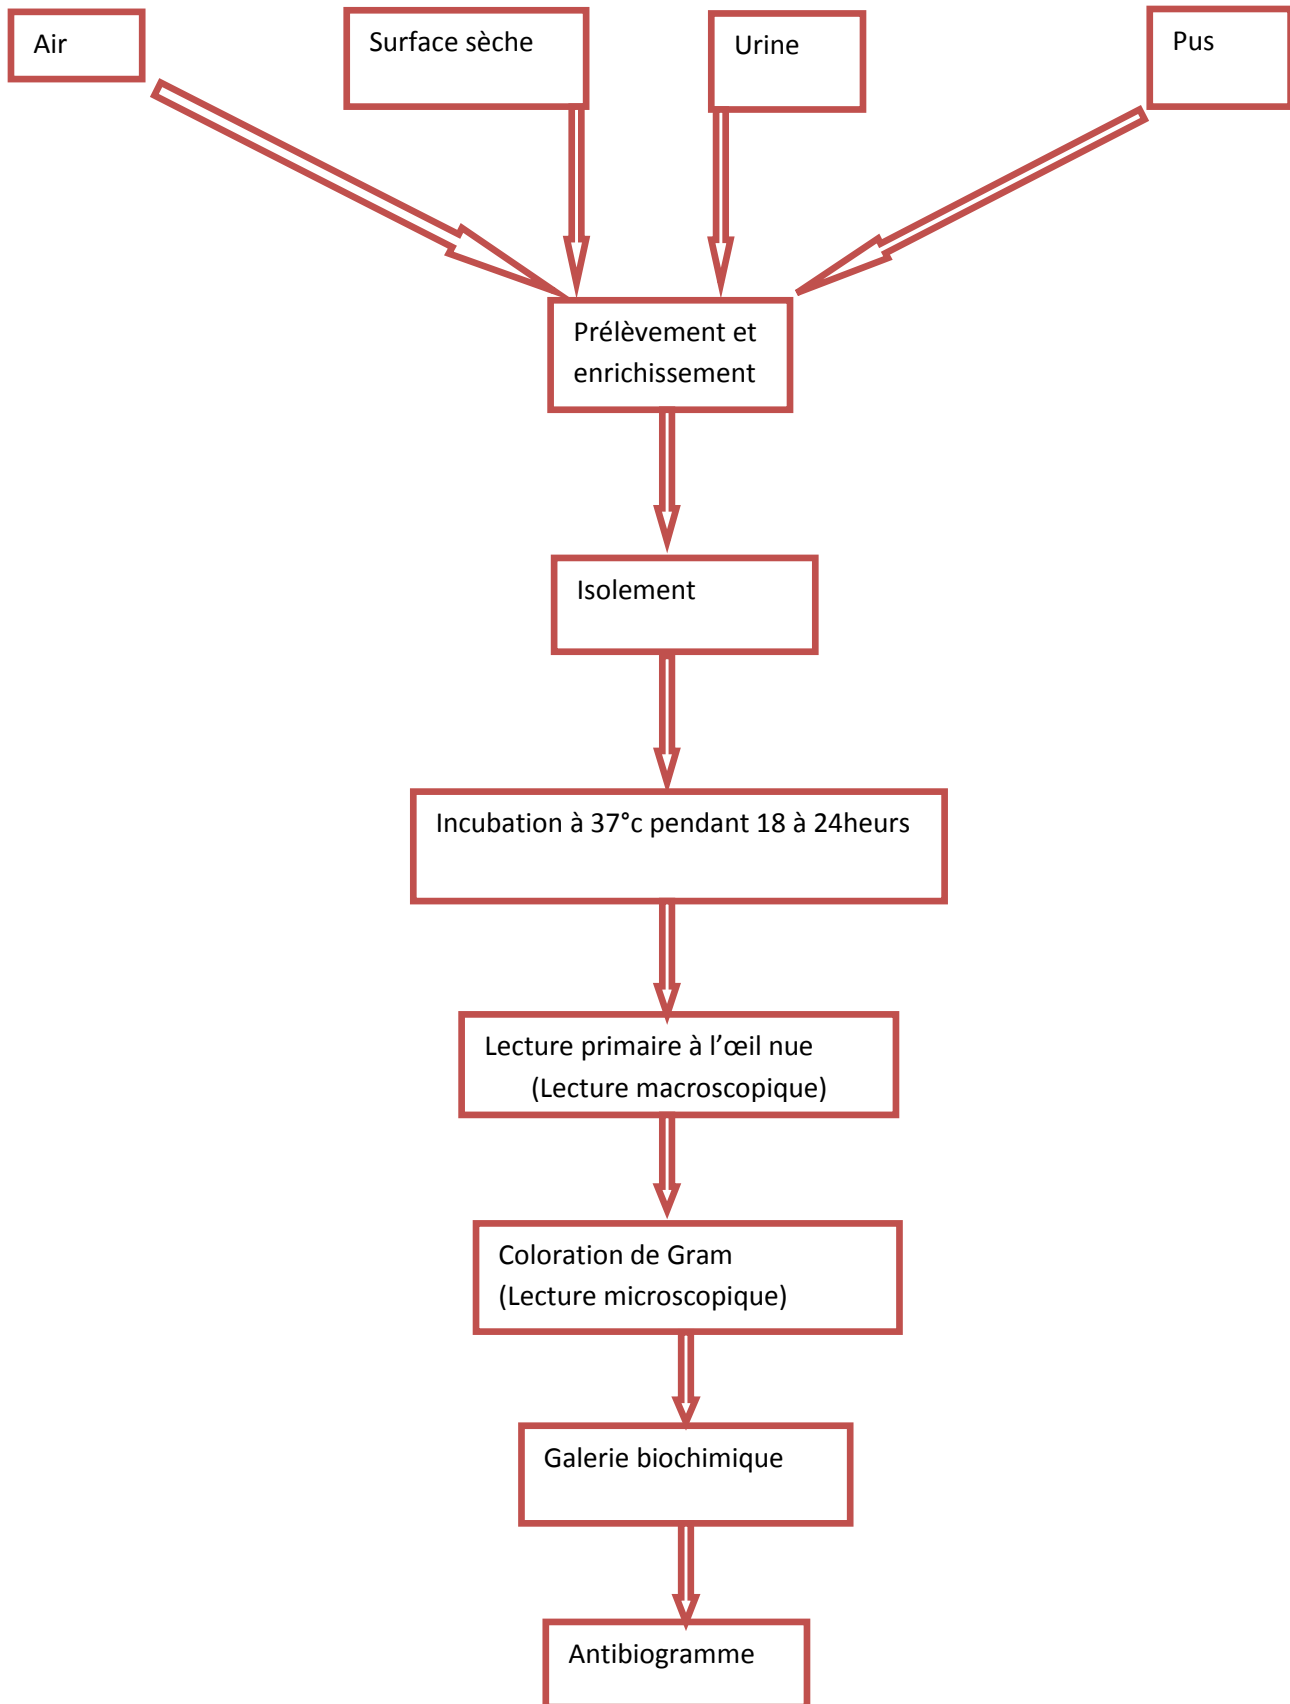 Air
Surface sèche
Urine
Pus
Prélèvement et
enrichissement
Isolement
Incubation à 37°c pendant 18 à 24heurs
Lecture primaire à l’œil nue
(Lecture macroscopique)
Coloration de Gram
(Lecture microscopique)
Galerie biochimique
Antibiogramme